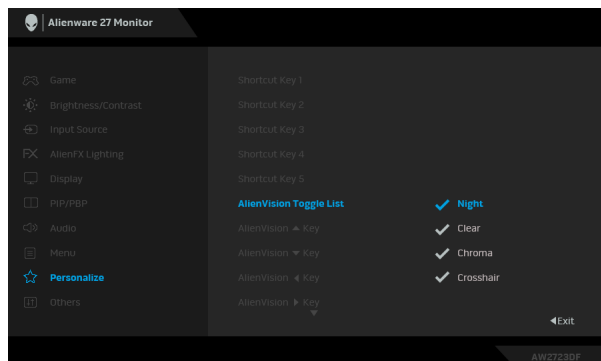 Alienware 27 Monitor
Game
Brightness/Contrast
Input Source
FX AlienFX Lighting
Display
PIP/PBP
Audio
Menu
Personalize
Others
Shortcut Key 1
Shortcut Key 2
Shortcut Key 3
Shortcut Key 4
Shortcut Key 5
AlienVision Toggle List
AlienVision ▲ Key
AlienVision ▼ Key
AlienVision ◀ Key
AlienVision ▶ Key
Night
Clear
Chroma
Crosshair
◀Exit
AW2723DF